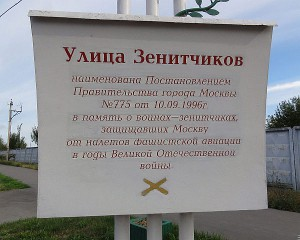 Улица Зенитчиков
наименована Постановлением
Правительства города Москвы
№775 от 10.09.1996г.
в память о воинах-зенитчиках,
защищавших Москву
от налетов фашистской авиации
в годы Великой Отечественной
войны